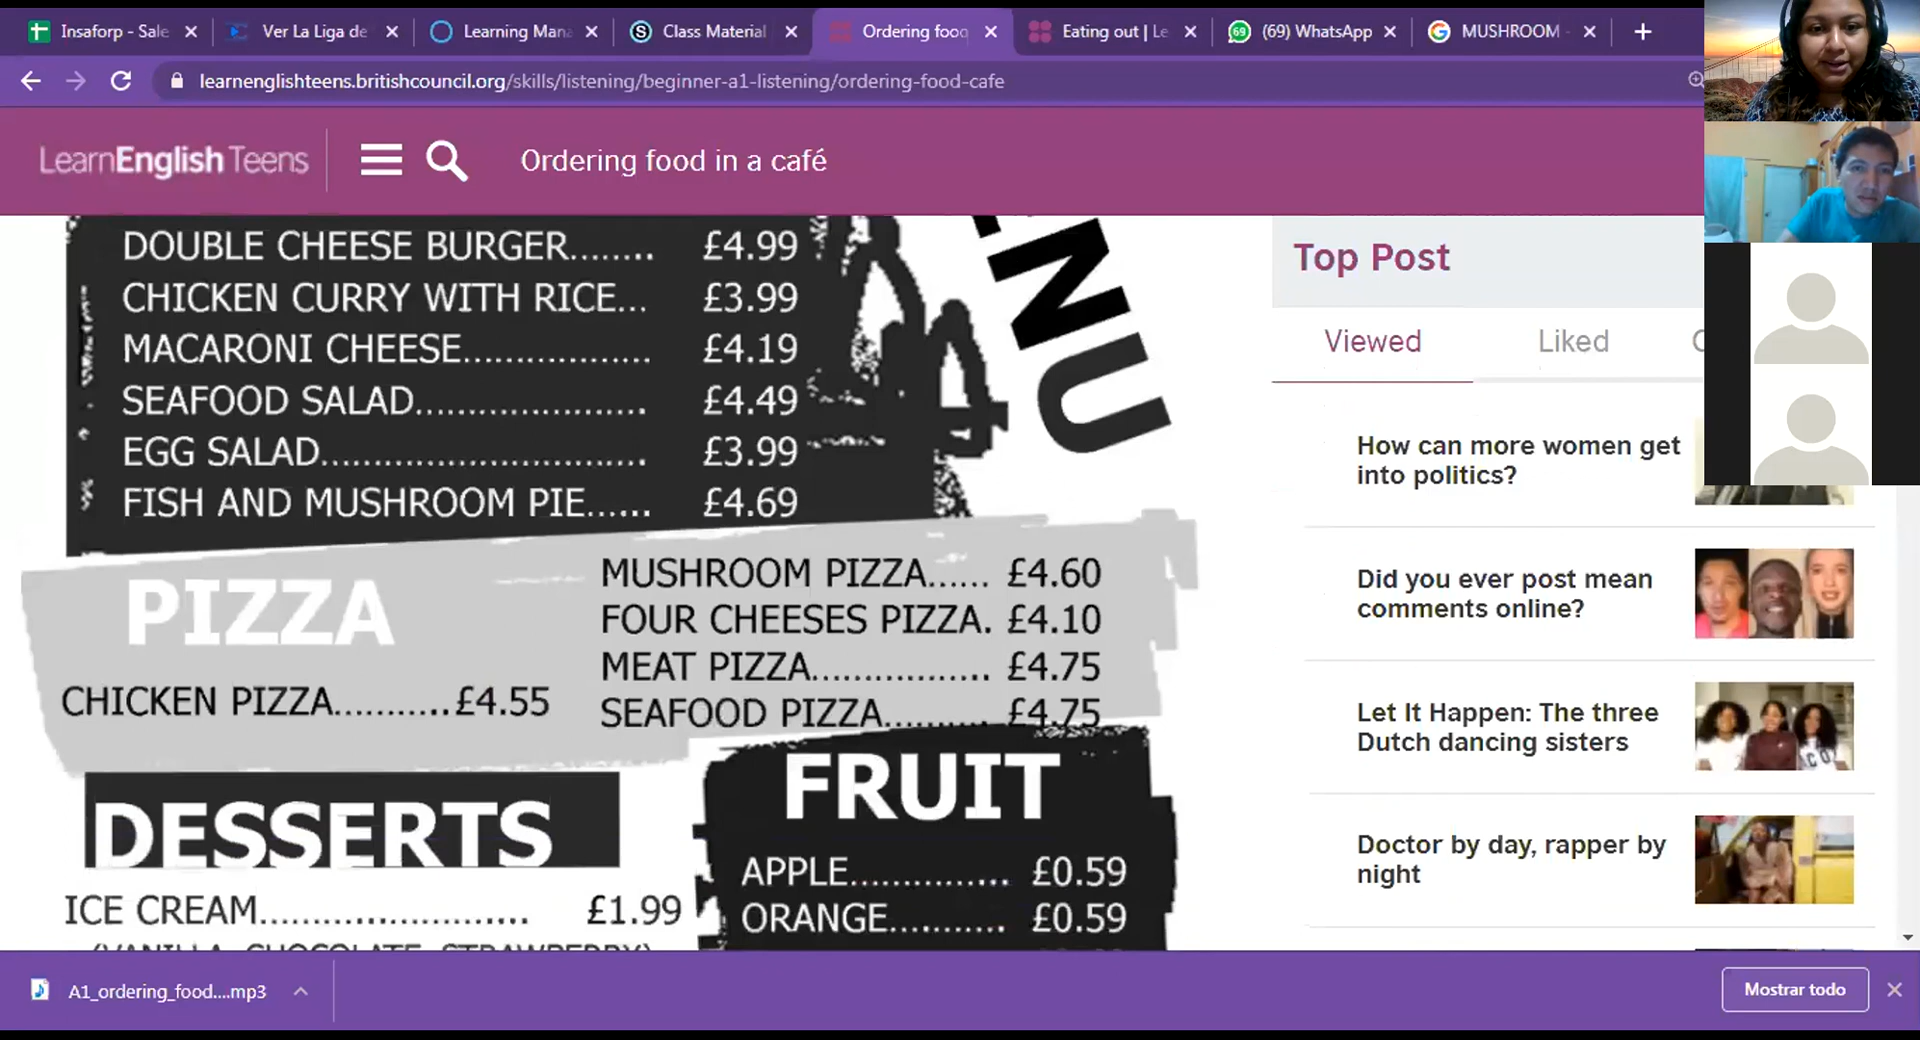 Insaforp - Sale
Ver La Liga de
Learning Mana
Class Material
Ordering food
Eating out | Le
(69) WhatsApp
MUSHROOM -
learnenglishteens.britishcouncil.org/skills/listening/beginner-a1-listening/ordering-food-cafe
LearnEnglish Teens
Ordering food in a café
DOUBLE CHEESE BURGER........ £4.99
CHICKEN CURRY WITH RICE... £3.99
MACARONI CHEESE.................. £4.19
SEAFOOD SALAD...................... £4.49
EGG SALAD............................... £3.99
FISH AND MUSHROOM PIE...... £4.69
NU
PIZZA
CHICKEN PIZZA...........£4.55
MUSHROOM PIZZA...... £4.60
FOUR CHEESES PIZZA. £4.10
MEAT PIZZA................. £4.75
SEAFOOD PIZZA.......... £4.75
DESSERTS
ICE CREAM......................... £1.99
(VANILLA, CHOCOLATE, STRAWBERRY)
FRUIT
APPLE............... £0.59
ORANGE........... £0.59
Top Post
Viewed
Liked
How can more women get
into politics?
Did you ever post mean
comments online?
Let It Happen: The three
Dutch dancing sisters
Doctor by day, rapper by
night
A1_ordering_food....mp3
Mostrar todo